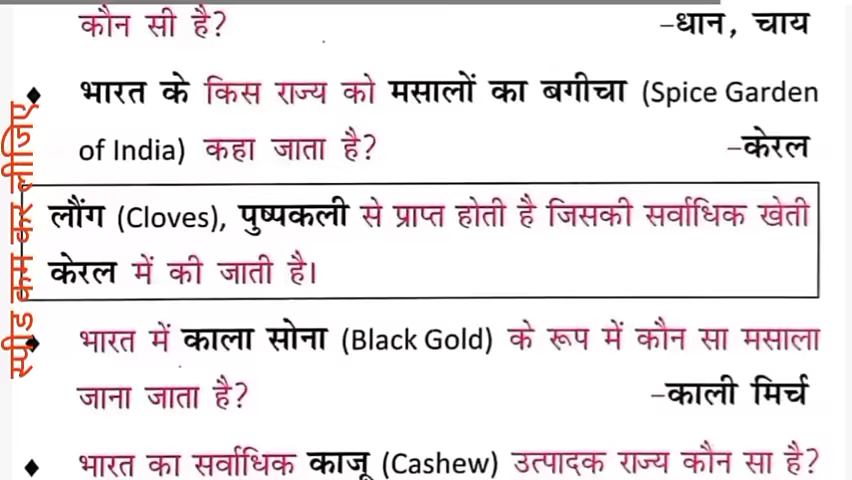 कौन सी है? –धान, चाय
♦ भारत के किस राज्य को मसालों का बगीचा (Spice Garden
of India) कहा जाता है? –केरल
लौंग (Cloves), पुष्पकली से प्राप्त होती है जिसकी सर्वाधिक खेती
केरल में की जाती है।
♦ भारत में काला सोना (Black Gold) के रूप में कौन सा मसाला
जाना जाता है? –काली मिर्च
♦ भारत का सर्वाधिक काजू (Cashew) उत्पादक राज्य कौन सा है?
स्पीड कम कर लीजिए